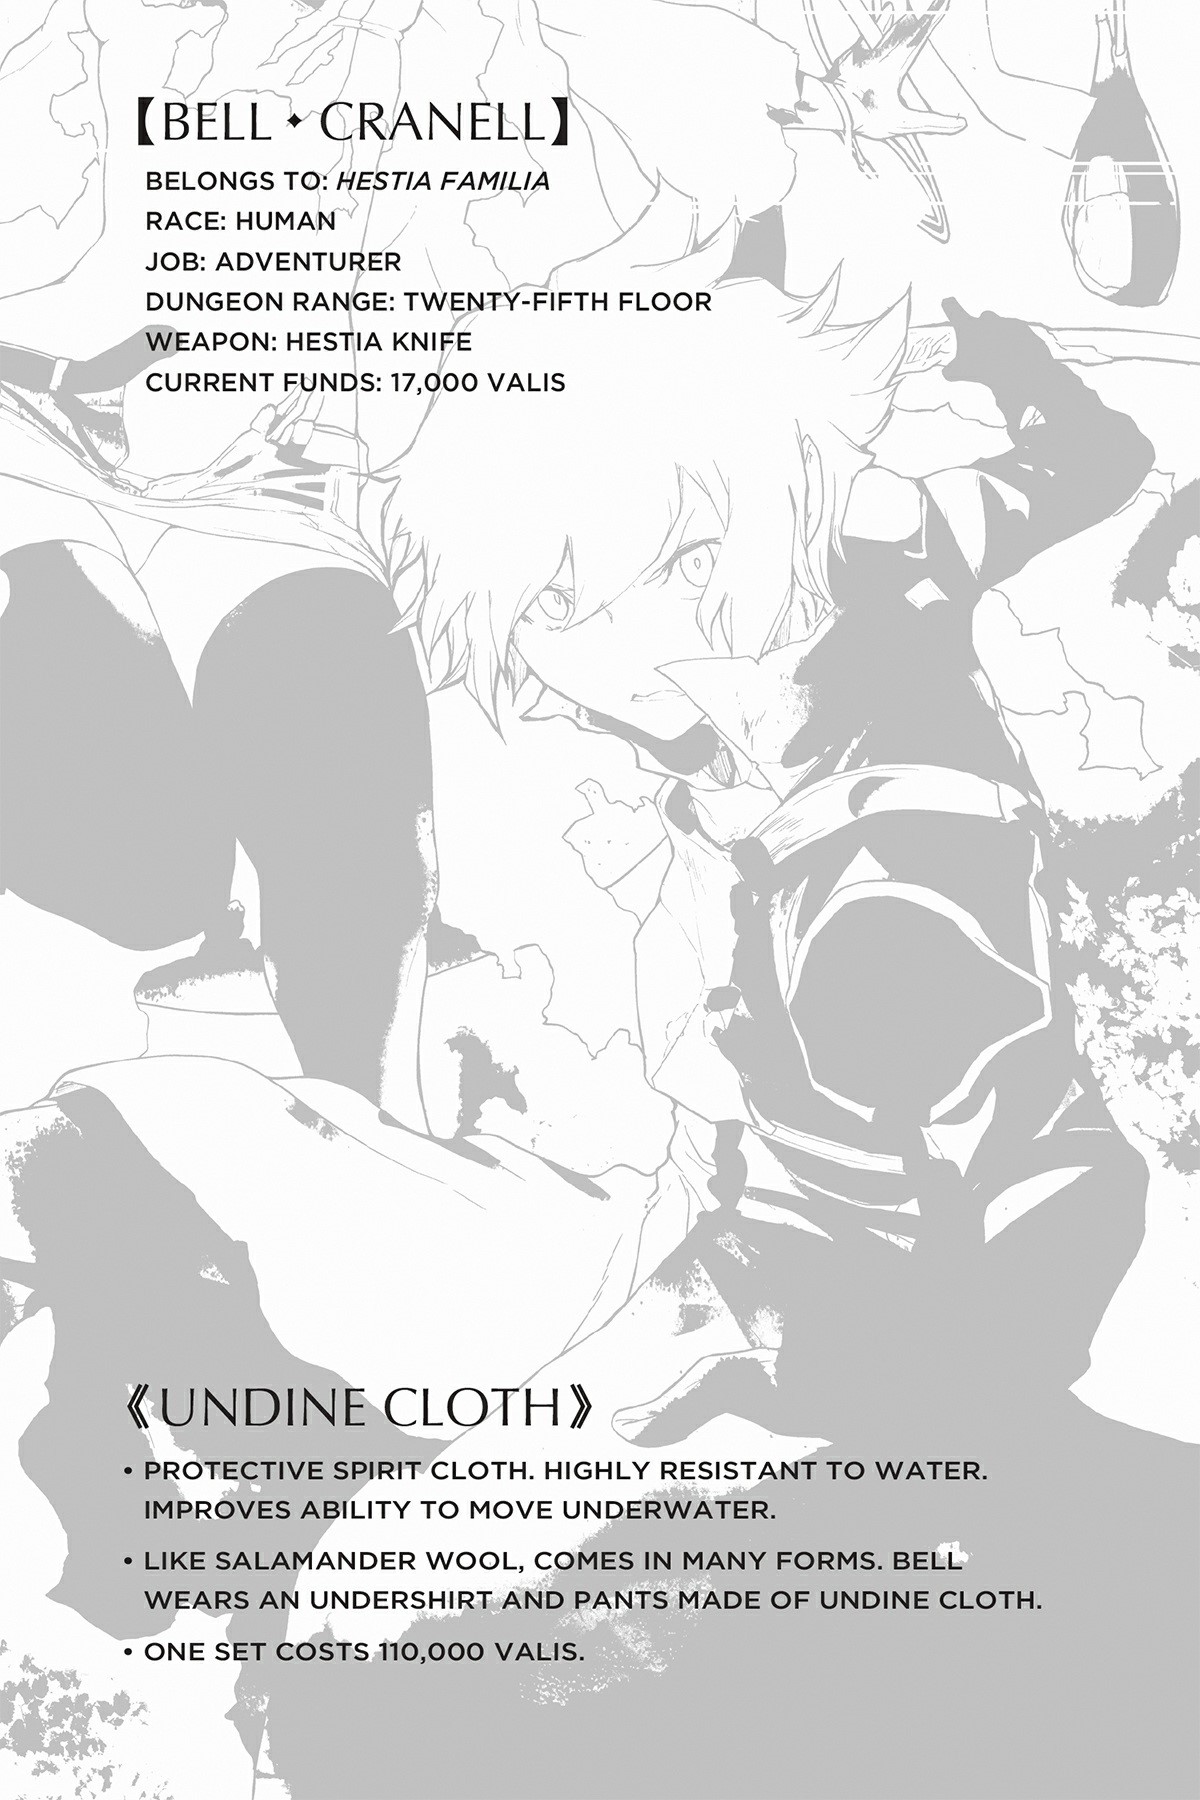 【BELL✦CRANELL】
BELONGS TO: HESTIA FAMILIA
RACE: HUMAN
JOB: ADVENTURER
DUNGEON RANGE: TWENTY-FIFTH FLOOR
WEAPON: HESTIA KNIFE
CURRENT FUNDS: 17,000 VALIS
《UNDINE CLOTH》
• PROTECTIVE SPIRIT CLOTH. HIGHLY RESISTANT TO WATER.
IMPROVES ABILITY TO MOVE UNDERWATER.
• LIKE SALAMANDER WOOL, COMES IN MANY FORMS. BELL
WEARS AN UNDERSHIRT AND PANTS MADE OF UNDINE CLOTH.
• ONE SET COSTS 110,000 VALIS.